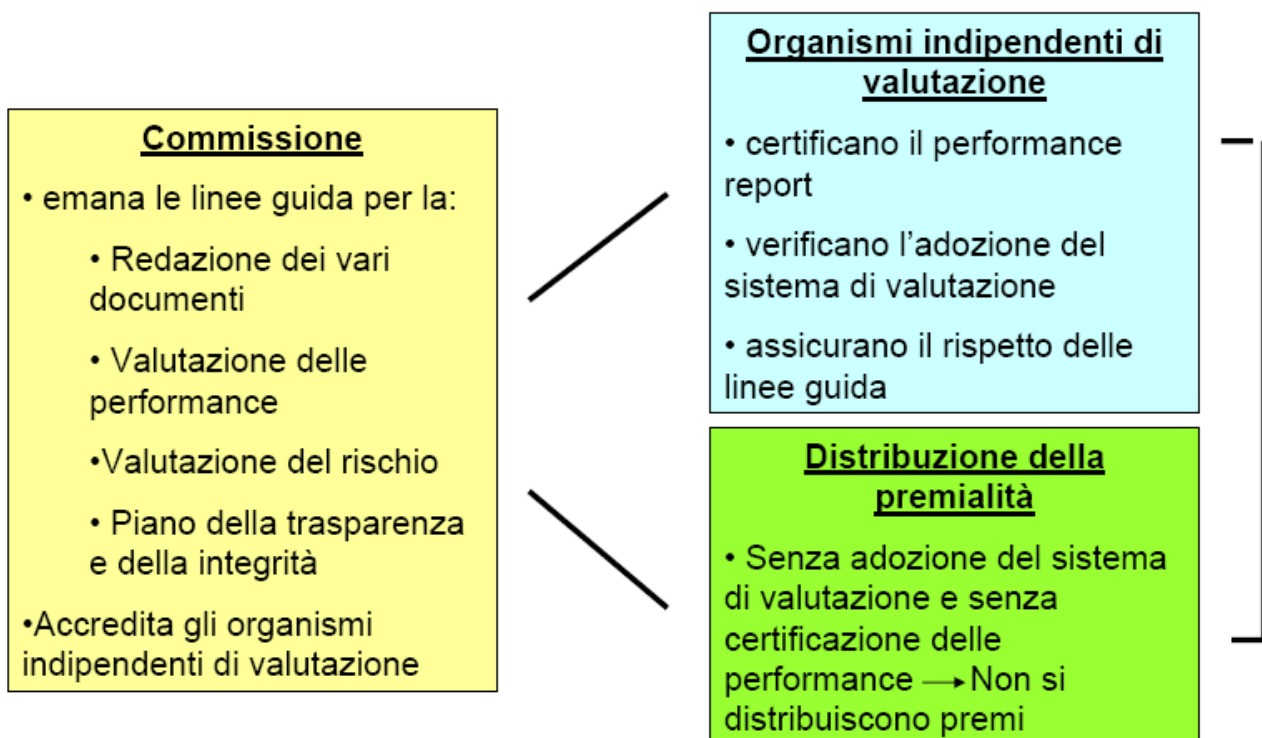 Commissione
• emana le linee guida per la:
• Redazione dei vari
documenti
• Valutazione delle
performance
•Valutazione del rischio
• Piano della trasparenza
e della integrità
•Accredita gli organismi
indipendenti di valutazione
Organismi indipendenti di
valutazione
• certificano il performance
report
• verificano l’adozione del
sistema di valutazione
• assicurano il rispetto delle
linee guida
Distribuzione della
premialità
• Senza adozione del sistema
di valutazione e senza
certificazione delle
performance → Non si
distribuiscono premi